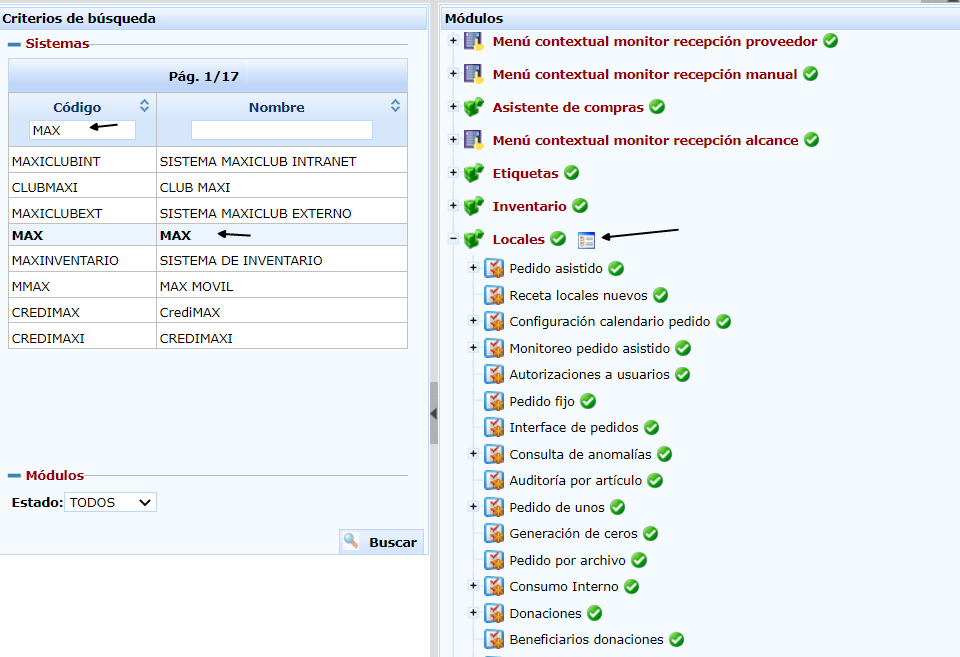 Criterios de búsqueda
Sistemas
Pág. 1/17
Código Nombre
MAX
MAXICLUBINT SISTEMA MAXICLUB INTRANET
CLUBMAXI CLUB MAXI
MAXICLUBEXT SISTEMA MAXICLUB EXTERNO
MAX MAX
MAXINVENTARIO SISTEMA DE INVENTARIO
MMAX MAX MOVIL
CREDIMAX CrediMAX
CREDIMAXI CREDIMAXI
Módulos
Estado: TODOS
Buscar
Módulos
Menú contextual monitor recepción proveedor
Menú contextual monitor recepción manual
Asistente de compras
Menú contextual monitor recepción alcance
Etiquetas
Inventario
Locales
Pedido asistido
Receta locales nuevos
Configuración calendario pedido
Monitoreo pedido asistido
Autorizaciones a usuarios
Pedido fijo
Interface de pedidos
Consulta de anomalías
Auditoría por artículo
Pedido de unos
Generación de ceros
Pedido por archivo
Consumo Interno
Donaciones
Beneficiarios donaciones